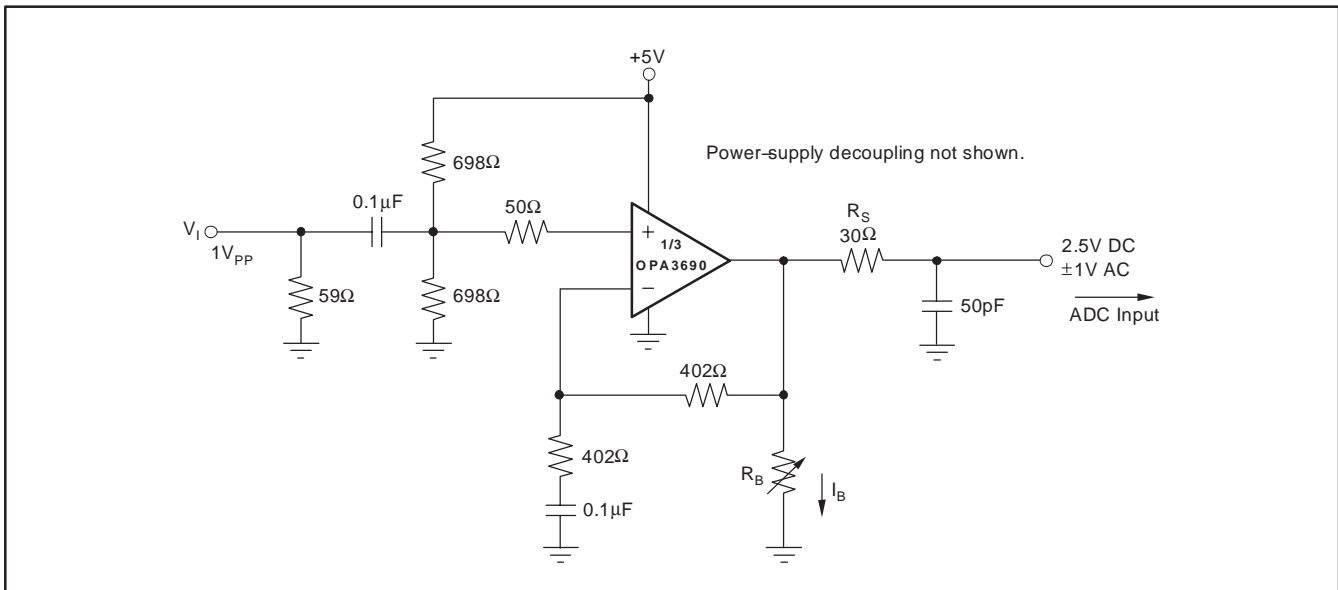 +5V
Power–supply decoupling not shown.
698Ω
0.1μF
50Ω
R_S
30Ω
V_I
1V_PP
+
1/3
OPA3690
−
2.5V DC
±1V AC
ADC Input
59Ω
698Ω
50pF
402Ω
402Ω
R_B
I_B
0.1μF